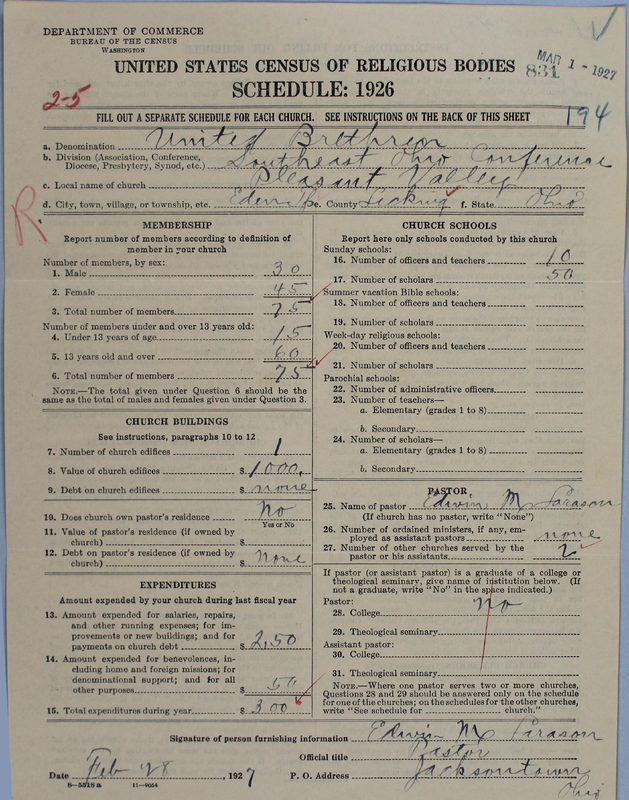 DEPARTMENT OF COMMERCE
BUREAU OF THE CENSUS
WASHINGTON
UNITED STATES CENSUS OF RELIGIOUS BODIES
SCHEDULE: 1926
MAR 1 - 1927
831
2-5
194
FILL OUT A SEPARATE SCHEDULE FOR EACH CHURCH. SEE INSTRUCTIONS ON THE BACK OF THIS SHEET
a. Denomination United Brethren
b. Division (Association, Conference, Diocese, Presbytery, Synod, etc.) Southeast Ohio Conference
c. Local name of church Pleasant Valley
d. City, town, village, or township, etc. e. County Licking f. State Ohio
R
MEMBERSHIP
Report number of members according to definition of
member in your church
Number of members, by sex:
1. Male 30
2. Female 45
3. Total number of members 75
Number of members under and over 13 years old:
4. Under 13 years of age 15
5. 13 years old and over 60
6. Total number of members 75
NOTE.—The total given under Question 6 should be the
same as the total of males and females given under Question 3.
CHURCH BUILDINGS
See instructions, paragraphs 10 to 12
7. Number of church edifices 1
8. Value of church edifices $ 1000.
9. Debt on church edifices $ none
10. Does church own pastor's residence No
Yes or No
11. Value of pastor's residence (if owned by
church) $
12. Debt on pastor's residence (if owned by
church) $ None
EXPENDITURES
Amount expended by your church during last fiscal year
13. Amount expended for salaries, repairs,
and other running expenses; for im-
provements or new buildings; and for
payments on church debt $ 2,50
14. Amount expended for benevolences, in-
cluding home and foreign missions; for
denominational support; and for all
other purposes $ 50
15. Total expenditures during year $ 300
CHURCH SCHOOLS
Report here only schools conducted by this church
Sunday schools:
16. Number of officers and teachers 10
17. Number of scholars 50
Summer vacation Bible schools:
18. Number of officers and teachers
19. Number of scholars
Week-day religious schools:
20. Number of officers and teachers
21. Number of scholars
Parochial schools:
22. Number of administrative officers
23. Number of teachers—
a. Elementary (grades 1 to 8)
b. Secondary
24. Number of scholars—
a. Elementary (grades 1 to 8)
b. Secondary
PASTOR
25. Name of pastor Edwin M
(If church has no pastor, write "None")
26. Number of ordained ministers, if any, em-
ployed as assistant pastors none
27. Number of other churches served by the
pastor or his assistants 2
If pastor (or assistant pastor) is a graduate of a college or
theological seminary, give name of institution below. (If
not a graduate, write "No" in the space indicated.)
Pastor: no
28. College
29. Theological seminary
Assistant pastor:
30. College
31. Theological seminary
NOTE.—Where one pastor serves two or more churches,
Questions 28 and 29 should be answered only on the schedule
for one of the churches; on the schedules for the other churches,
write "See schedule for church."
Signature of person furnishing information Edwin M
Official title Pastor
Date Feb 28, 1927 P. O. Address Jacksontown
Ohio
8—5518 a 11—9054